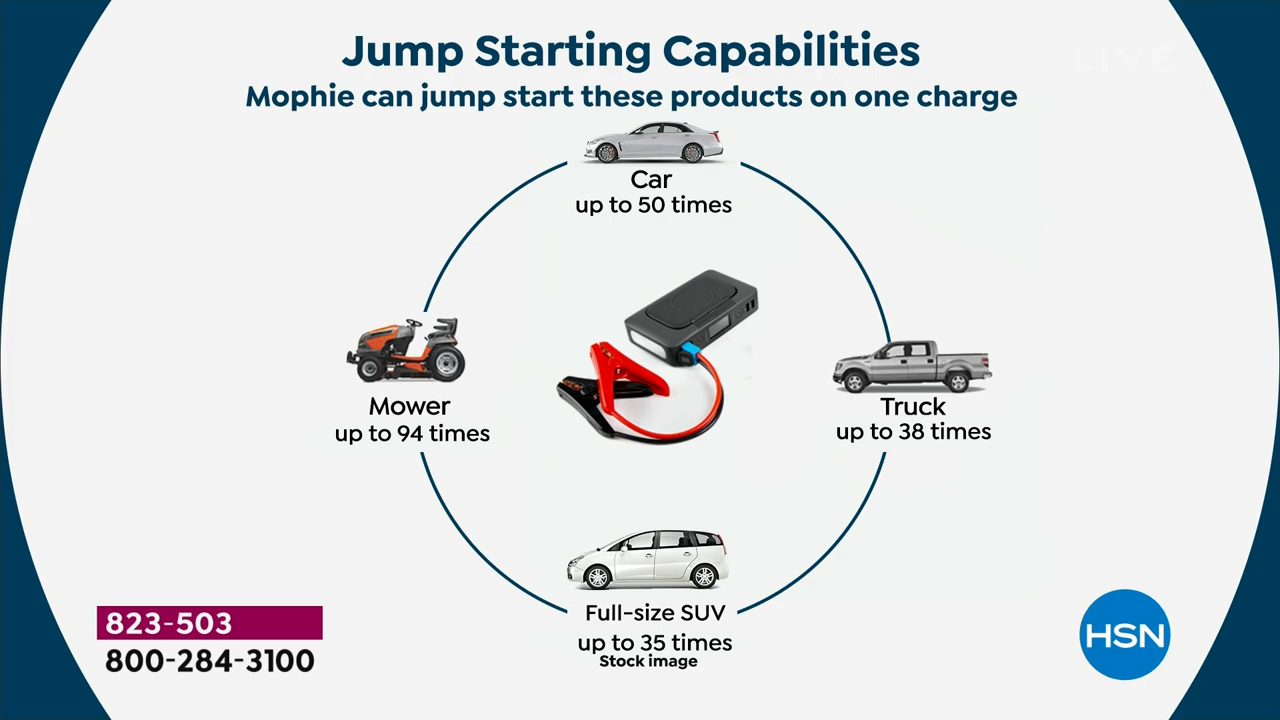 Jump Starting Capabilities
LIVE
Mophie can jump start these products on one charge
Car
up to 50 times
Mower
up to 94 times
Truck
up to 38 times
Full-size SUV
up to 35 times
Stock image
823-503
800-284-3100
HSN